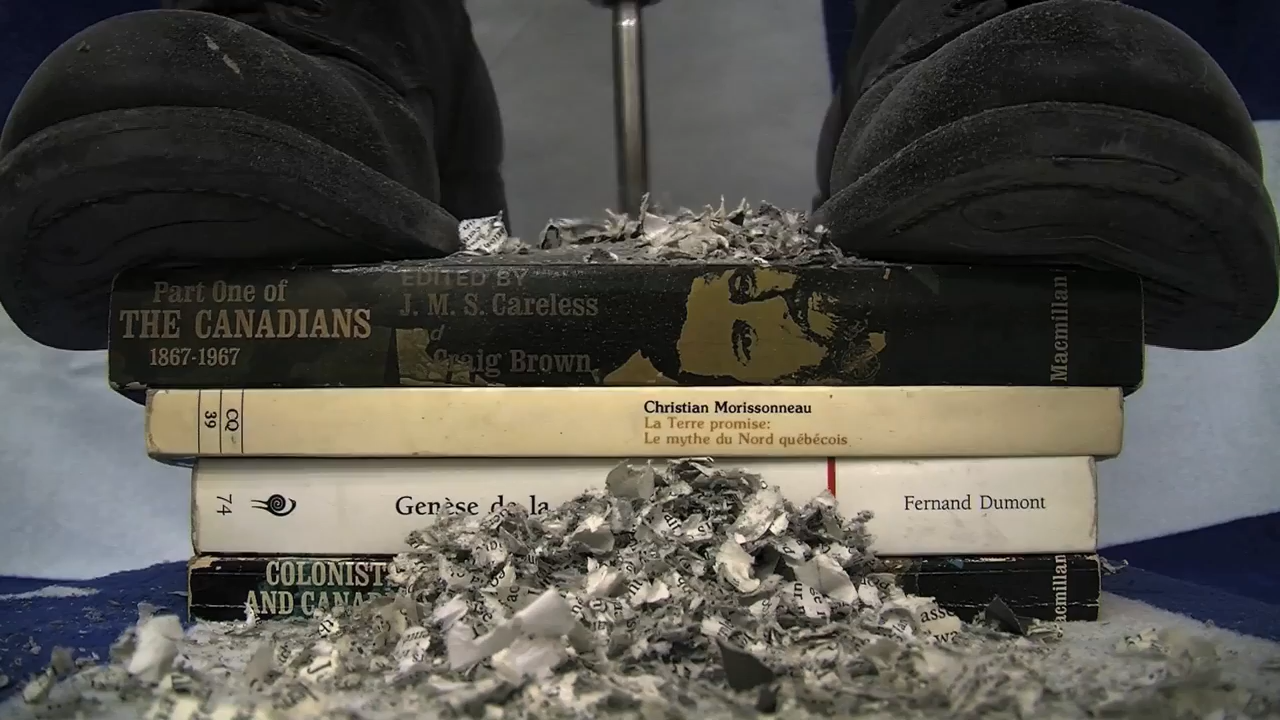 Part One of
THE CANADIANS
1867-1967
EDITED BY
J. M. S. Careless
Craig Brown
Macmillan
CQ
39
Christian Morissonneau
La Terre promise:
Le mythe du Nord québécois
74
Genèse de la
Fernand Dumont
COLONIST
AND CANA
acmillan